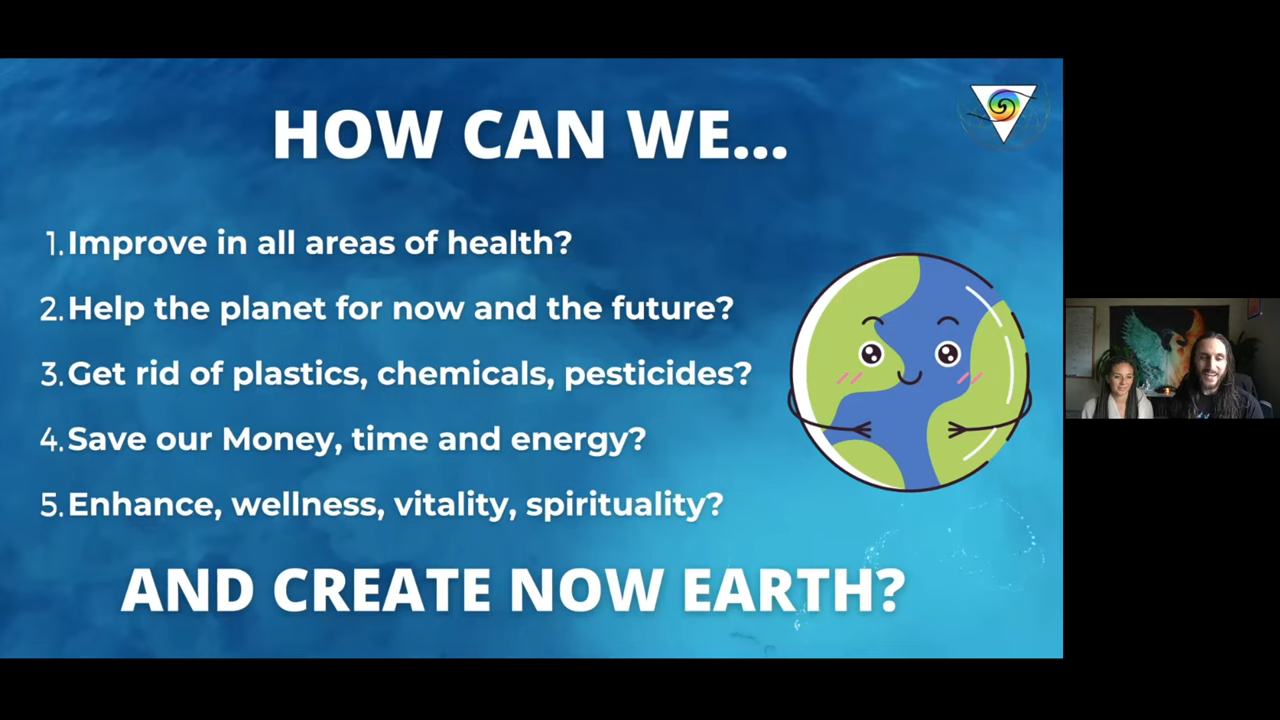 HOW CAN WE...
1. Improve in all areas of health?
2. Help the planet for now and the future?
3. Get rid of plastics, chemicals, pesticides?
4. Save our Money, time and energy?
5. Enhance, wellness, vitality, spirituality?
AND CREATE NOW EARTH?